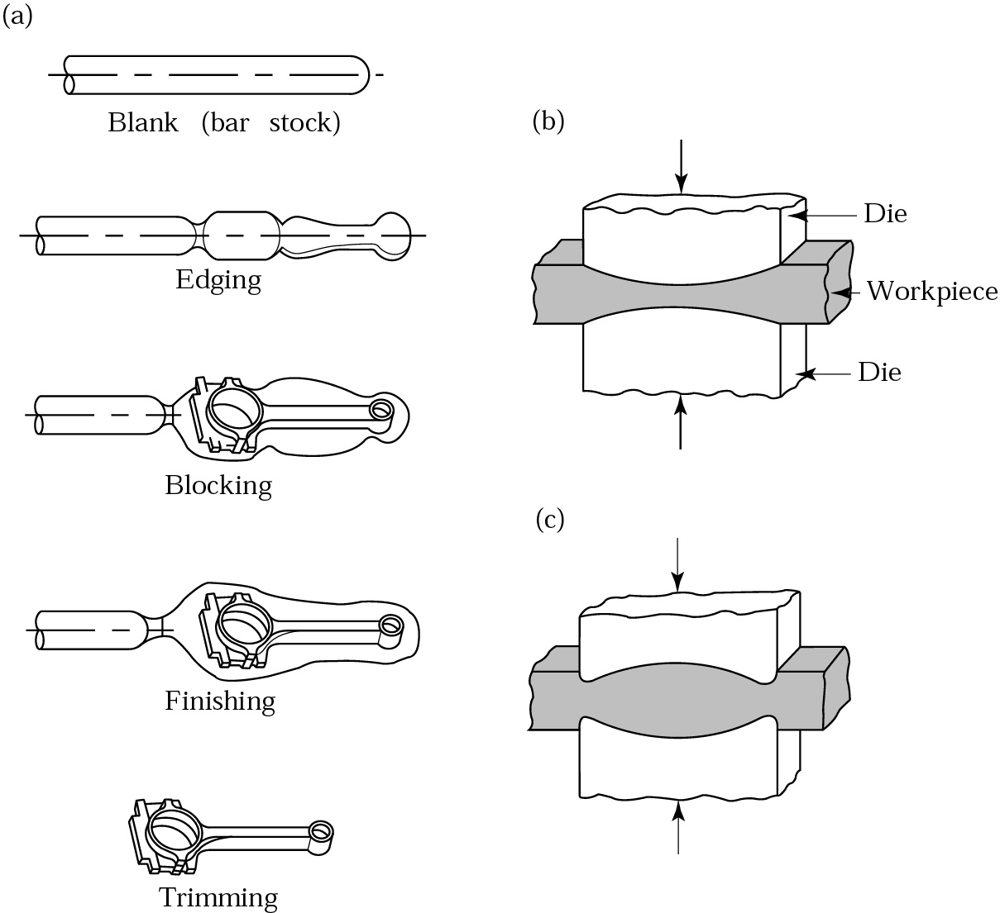 (a)
Blank (bar stock)
Edging
Blocking
Finishing
Trimming
(b)
Die
Workpiece
Die
(c)